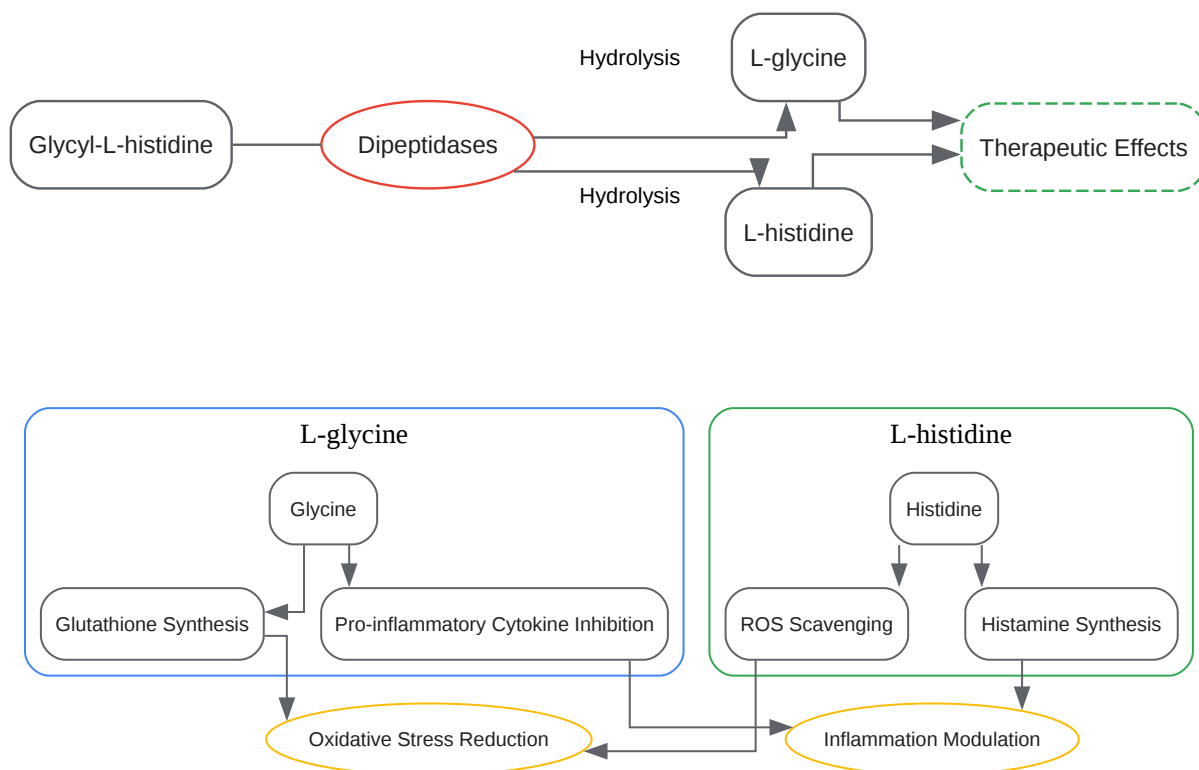 Hydrolysis
L-glycine
Glycyl-L-histidine
Dipeptidases
Therapeutic Effects
Hydrolysis
L-histidine
L-glycine
L-histidine
Glycine
Histidine
Glutathione Synthesis
Pro-inflammatory Cytokine Inhibition
ROS Scavenging
Histamine Synthesis
Oxidative Stress Reduction
Inflammation Modulation